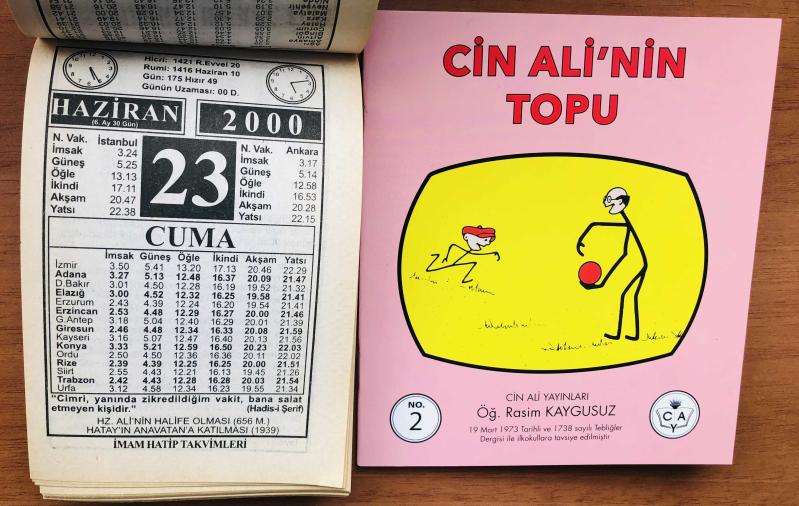 Hicri: 1421 R.Evvel 20
Rumi: 1416 Haziran 10
Gün: 175 Hızır 49
Günün Uzaması: 00 D.
HAZİRAN
(6. Ay 30 Gün)
2000
N. Vak. İstanbul
İmsak 3.24
Güneş 5.25
Öğle 13.13
İkindi 17.11
Akşam 20.47
Yatsı 22.38
23
N. Vak. Ankara
İmsak 3.17
Güneş 5.14
Öğle 12.58
İkindi 16.53
Akşam 20.28
Yatsı 22.15
CUMA
İmsak Güneş Öğle İkindi Akşam Yatsı
İzmir 3.50 5.41 13.20 17.13 20.46 22.29
Adana 3.27 5.13 12.48 16.37 20.09 21.47
D.Bakır 3.01 4.50 12.28 16.19 19.52 21.32
Elazığ 3.00 4.52 12.32 16.25 19.58 21.41
Erzurum 2.43 4.39 12.24 16.20 19.54 21.41
Erzincan 2.53 4.48 12.29 16.27 20.00 21.46
G.Antep 3.18 5.04 12.40 16.29 20.01 21.39
Giresun 2.46 4.48 12.34 16.33 20.08 21.59
Kayseri 3.16 5.07 12.47 16.40 20.13 21.56
Konya 3.33 5.21 12.59 16.50 20.23 22.03
Ordu 2.50 4.50 12.36 16.36 20.11 22.02
Rize 2.39 4.39 12.25 16.25 20.00 21.51
Siirt 2.55 4.43 12.21 16.13 19.45 21.26
Trabzon 2.42 4.43 12.28 16.28 20.03 21.54
Urfa 3.12 4.58 12.34 16.23 19.55 21.34
"Cimri, yanında zikredildiğim vakit, bana salat
etmeyen kişidir." (Hadis-i Şerif)
HZ. ALİ'NİN HALİFE OLMASI (656 M.)
HATAY'IN ANAVATAN'A KATILMASI (1939)
İMAM HATİP TAKVİMLERİ
CİN ALİ'NİN
TOPU
NO.
2
CİN ALİ YAYINLARI
Öğ. Rasim KAYGUSUZ
19 Mart 1973 Tarihli ve 1738 sayılı Tebliğler
Dergisi ile ilkokullara tavsiye edilmiştir
C A
Y